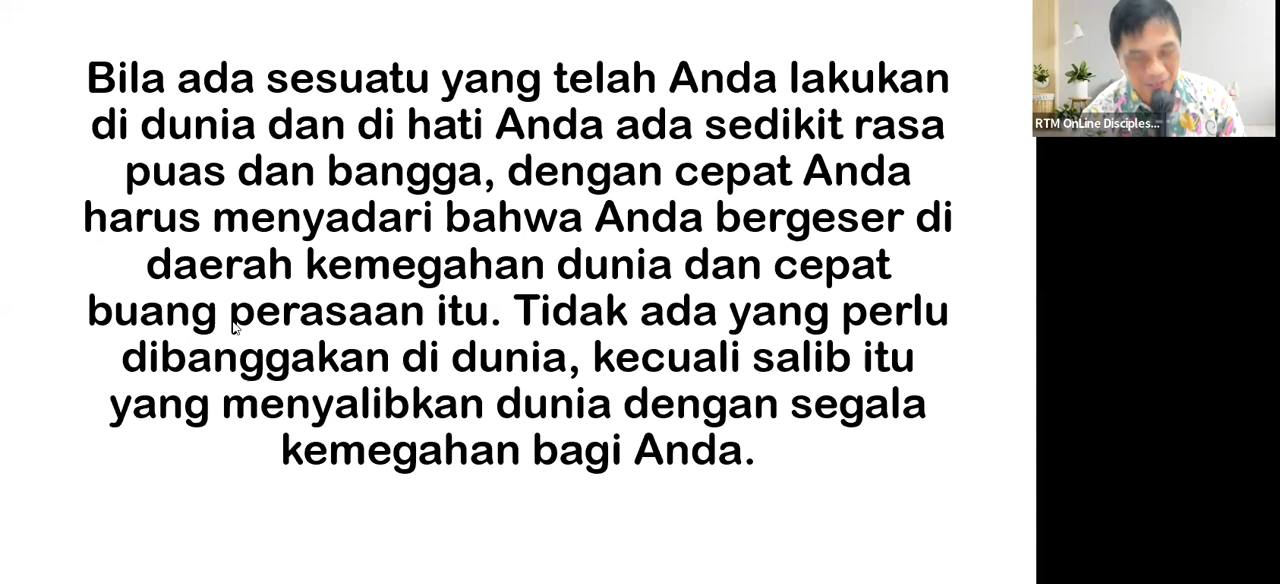 Bila ada sesuatu yang telah Anda lakukan
di dunia dan di hati Anda ada sedikit rasa
puas dan bangga, dengan cepat Anda
harus menyadari bahwa Anda bergeser di
daerah kemegahan dunia dan cepat
buang perasaan itu. Tidak ada yang perlu
dibanggakan di dunia, kecuali salib itu
yang menyalibkan dunia dengan segala
kemegahan bagi Anda.
RTM OnLine Disciples...